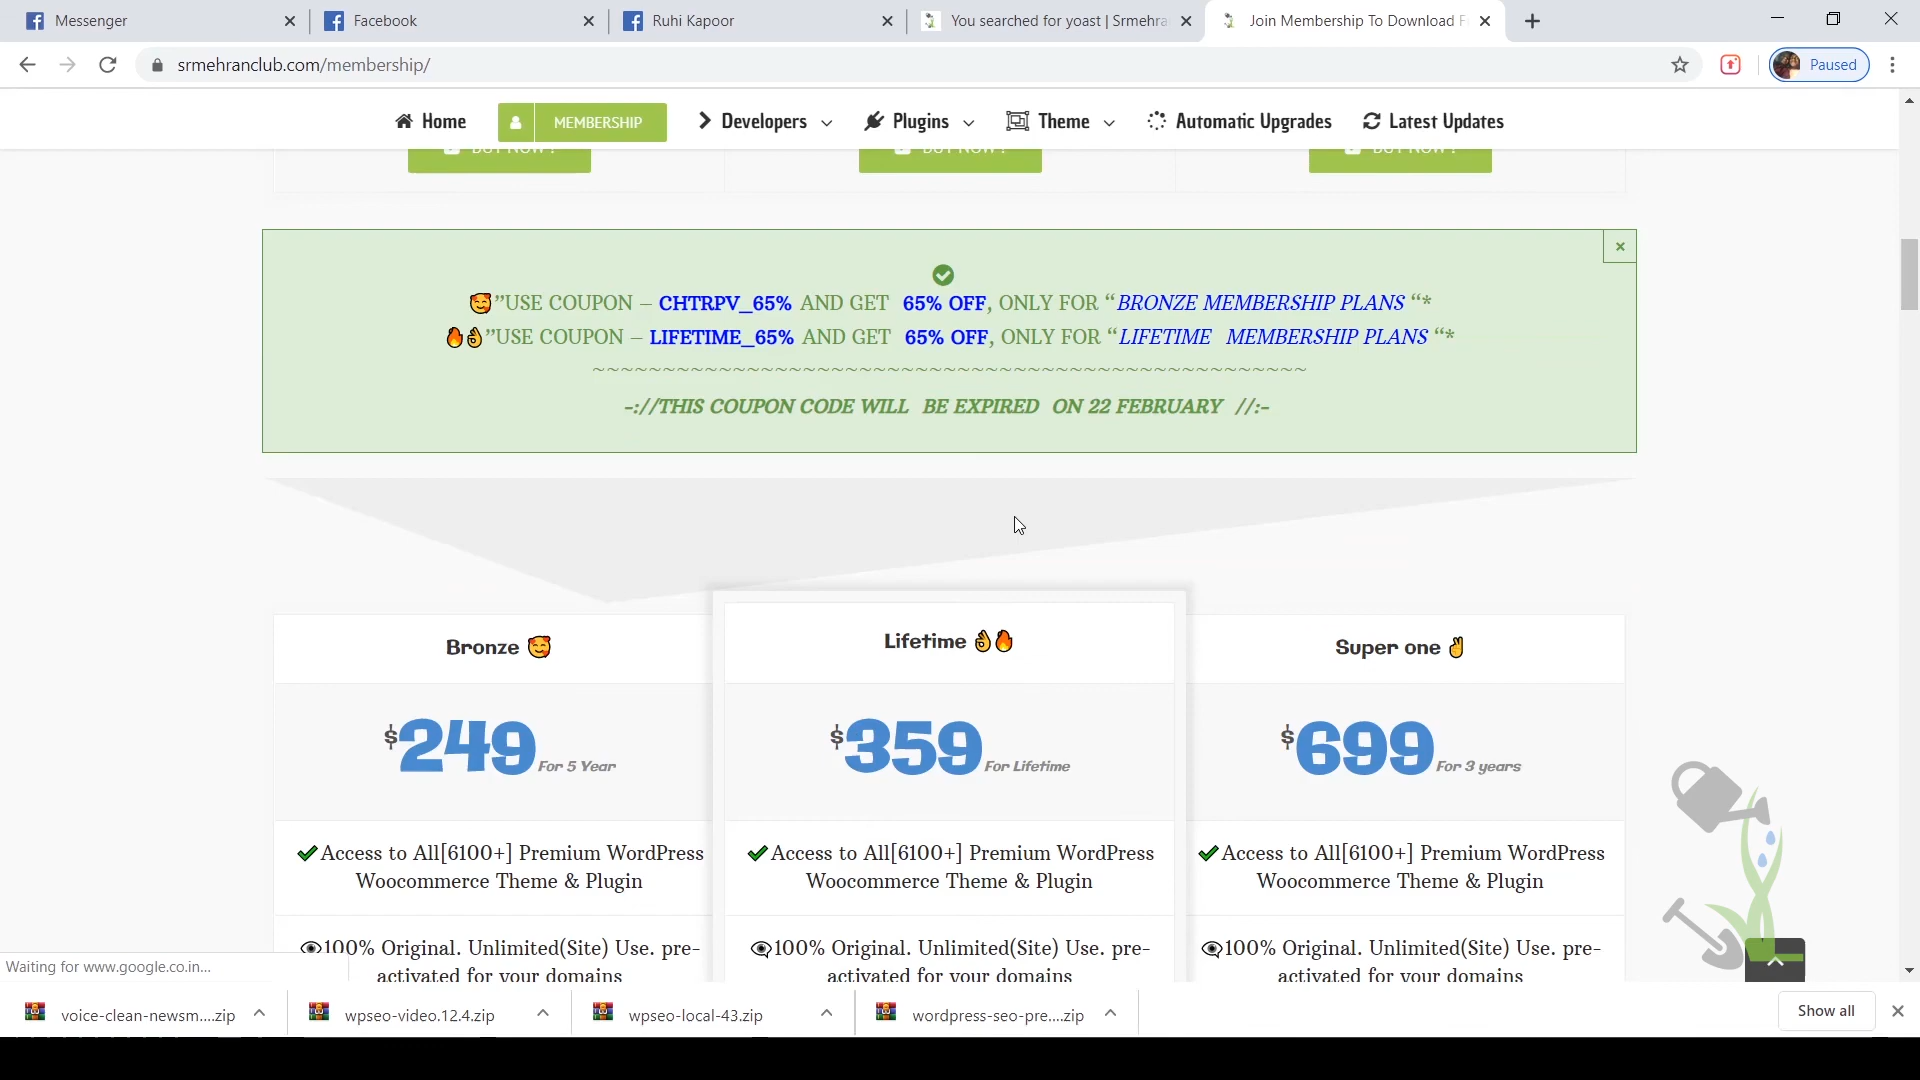 Messenger
Facebook
Ruhi Kapoor
You searched for yoast | Srmehra
Join Membership To Download F
srmehranclub.com/membership/
Paused
Home
MEMBERSHIP
Developers
Plugins
Theme
Automatic Upgrades
Latest Updates
”USE COUPON – CHTRPV_65% AND GET 65% OFF, ONLY FOR “BRONZE MEMBERSHIP PLANS “*
”USE COUPON – LIFETIME_65% AND GET 65% OFF, ONLY FOR “LIFETIME MEMBERSHIP PLANS “*
~~~~~~~~~~~~~~~~~~~~~~~~~~~~~~~~~~~~~~~~~~~~~~~~~~~
-://THIS COUPON CODE WILL BE EXPIRED ON 22 FEBRUARY //:-
Bronze 🥰
Lifetime 👌🔥
Super one ✌
$249 For 5 Year
$359 For Lifetime
$699 For 3 years
Access to All[6100+] Premium WordPress
Woocommerce Theme & Plugin
Access to All[6100+] Premium WordPress
Woocommerce Theme & Plugin
Access to All[6100+] Premium WordPress
Woocommerce Theme & Plugin
100% Original. Unlimited(Site) Use. pre-
activated for your domains
100% Original. Unlimited(Site) Use. pre-
activated for your domains
100% Original. Unlimited(Site) Use. pre-
activated for your domains
Waiting for www.google.co.in...
voice-clean-newsm....zip
wpseo-video.12.4.zip
wpseo-local-43.zip
wordpress-seo-pre....zip
Show all